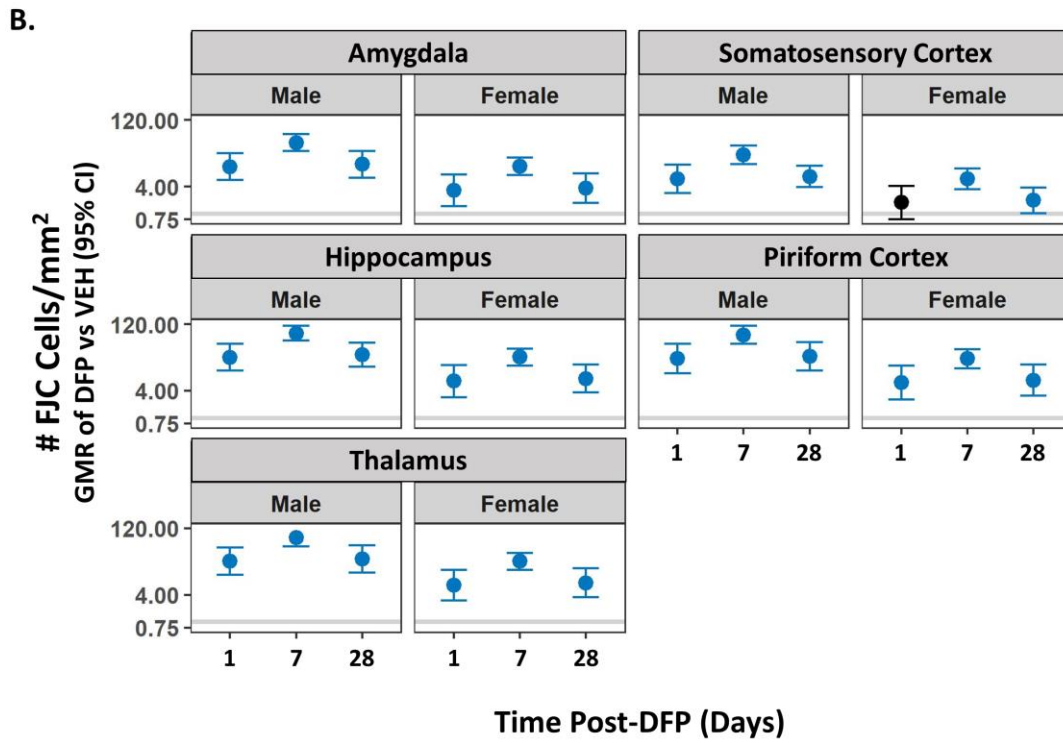 B.
Amygdala Somatosensory Cortex
Male Female Male Female
120.00
4.00
0.75
Hippocampus Piriform Cortex
Male Female Male Female
120.00
4.00
0.75
1 7 28 1 7 28
Thalamus
Male Female
120.00
4.00
0.75
1 7 28 1 7 28
# FJC Cells/mm²
GMR of DFP vs VEH (95% CI)
Time Post-DFP (Days)